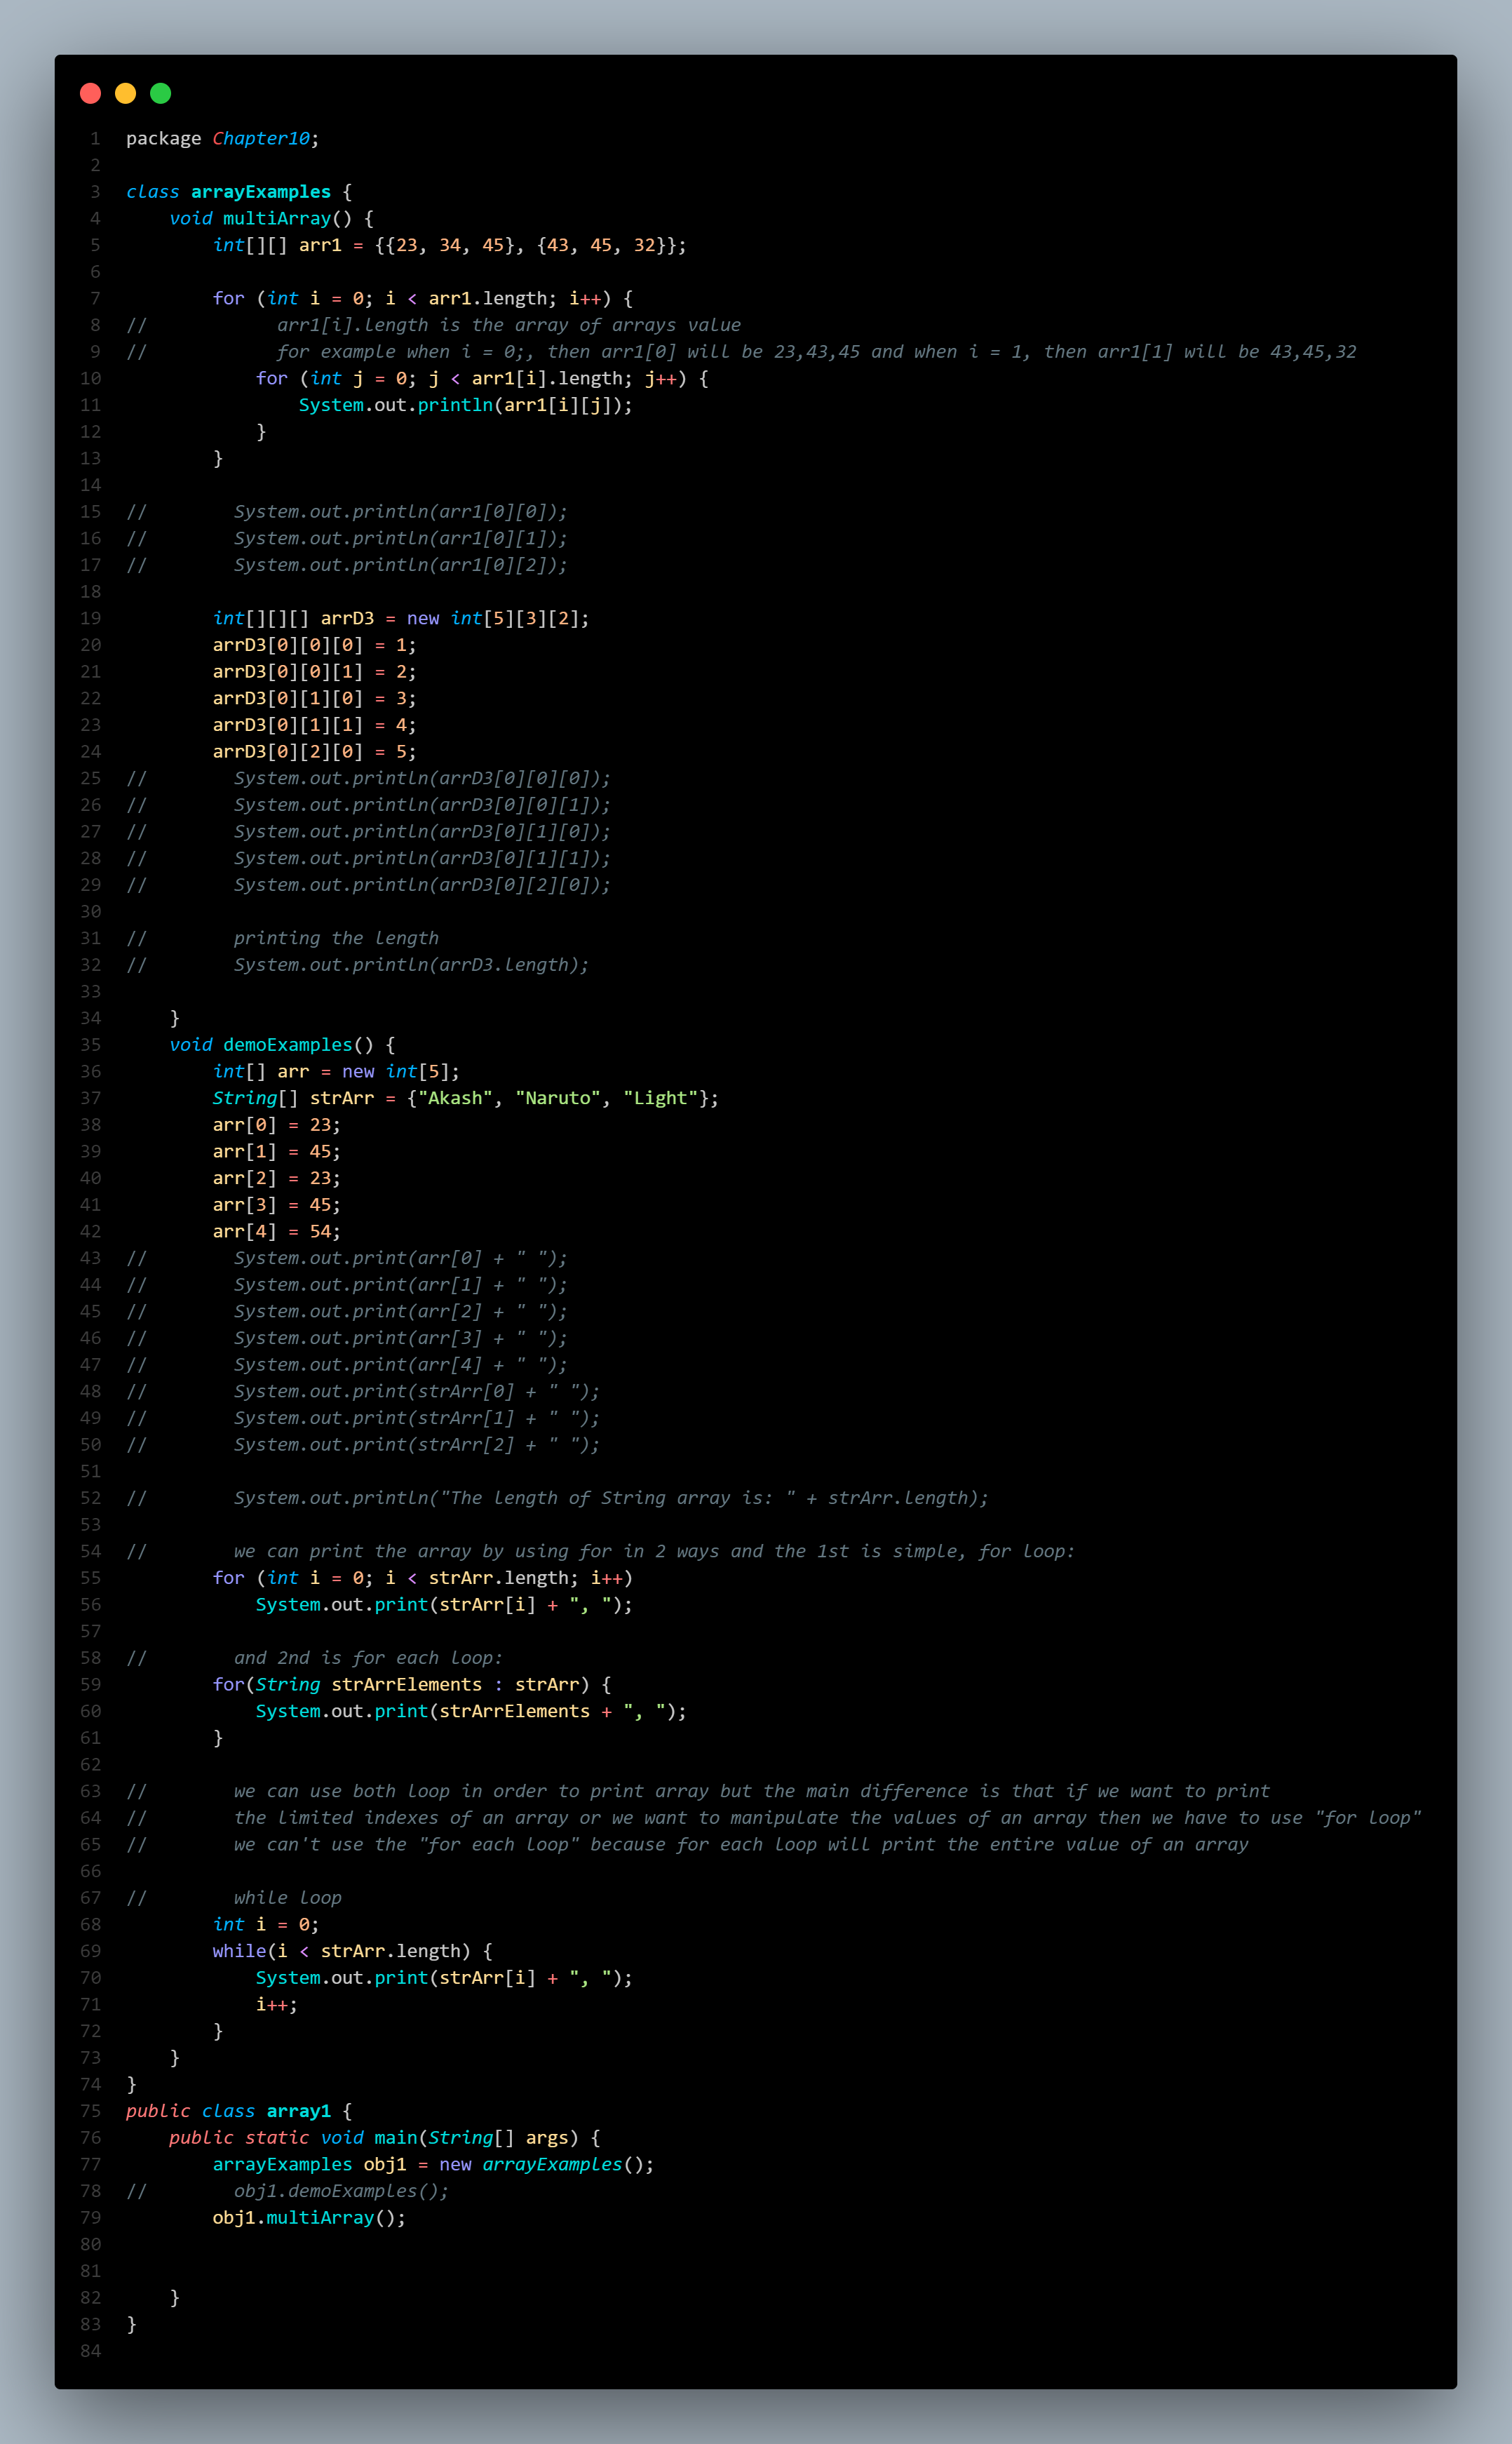 1 package Chapter10;
2
3 class arrayExamples {
4     void multiArray() {
5         int[][] arr1 = {{23, 34, 45}, {43, 45, 32}};
6
7         for (int i = 0; i < arr1.length; i++) {
8 //            arr1[i].length is the array of arrays value
9 //            for example when i = 0;, then arr1[0] will be 23,43,45 and when i = 1, then arr1[1] will be 43,45,32
10             for (int j = 0; j < arr1[i].length; j++) {
11                 System.out.println(arr1[i][j]);
12             }
13         }
14
15 //        System.out.println(arr1[0][0]);
16 //        System.out.println(arr1[0][1]);
17 //        System.out.println(arr1[0][2]);
18
19         int[][][] arrD3 = new int[5][3][2];
20         arrD3[0][0][0] = 1;
21         arrD3[0][0][1] = 2;
22         arrD3[0][1][0] = 3;
23         arrD3[0][1][1] = 4;
24         arrD3[0][2][0] = 5;
25 //        System.out.println(arrD3[0][0][0]);
26 //        System.out.println(arrD3[0][0][1]);
27 //        System.out.println(arrD3[0][1][0]);
28 //        System.out.println(arrD3[0][1][1]);
29 //        System.out.println(arrD3[0][2][0]);
30
31 //        printing the length
32 //        System.out.println(arrD3.length);
33
34     }
35     void demoExamples() {
36         int[] arr = new int[5];
37         String[] strArr = {"Akash", "Naruto", "Light"};
38         arr[0] = 23;
39         arr[1] = 45;
40         arr[2] = 23;
41         arr[3] = 45;
42         arr[4] = 54;
43 //        System.out.print(arr[0] + " ");
44 //        System.out.print(arr[1] + " ");
45 //        System.out.print(arr[2] + " ");
46 //        System.out.print(arr[3] + " ");
47 //        System.out.print(arr[4] + " ");
48 //        System.out.print(strArr[0] + " ");
49 //        System.out.print(strArr[1] + " ");
50 //        System.out.print(strArr[2] + " ");
51
52 //        System.out.println("The length of String array is: " + strArr.length);
53
54 //        we can print the array by using for in 2 ways and the 1st is simple, for loop:
55         for (int i = 0; i < strArr.length; i++)
56             System.out.print(strArr[i] + ", ");
57
58 //        and 2nd is for each loop:
59         for(String strArrElements : strArr) {
60             System.out.print(strArrElements + ", ");
61         }
62
63 //        we can use both loop in order to print array but the main difference is that if we want to print
64 //        the limited indexes of an array or we want to manipulate the values of an array then we have to use "for loop"
65 //        we can't use the "for each loop" because for each loop will print the entire value of an array
66
67 //        while loop
68         int i = 0;
69         while(i < strArr.length) {
70             System.out.print(strArr[i] + ", ");
71             i++;
72         }
73     }
74 }
75 public class array1 {
76     public static void main(String[] args) {
77         arrayExamples obj1 = new arrayExamples();
78 //        obj1.demoExamples();
79         obj1.multiArray();
80
81
82     }
83 }
84